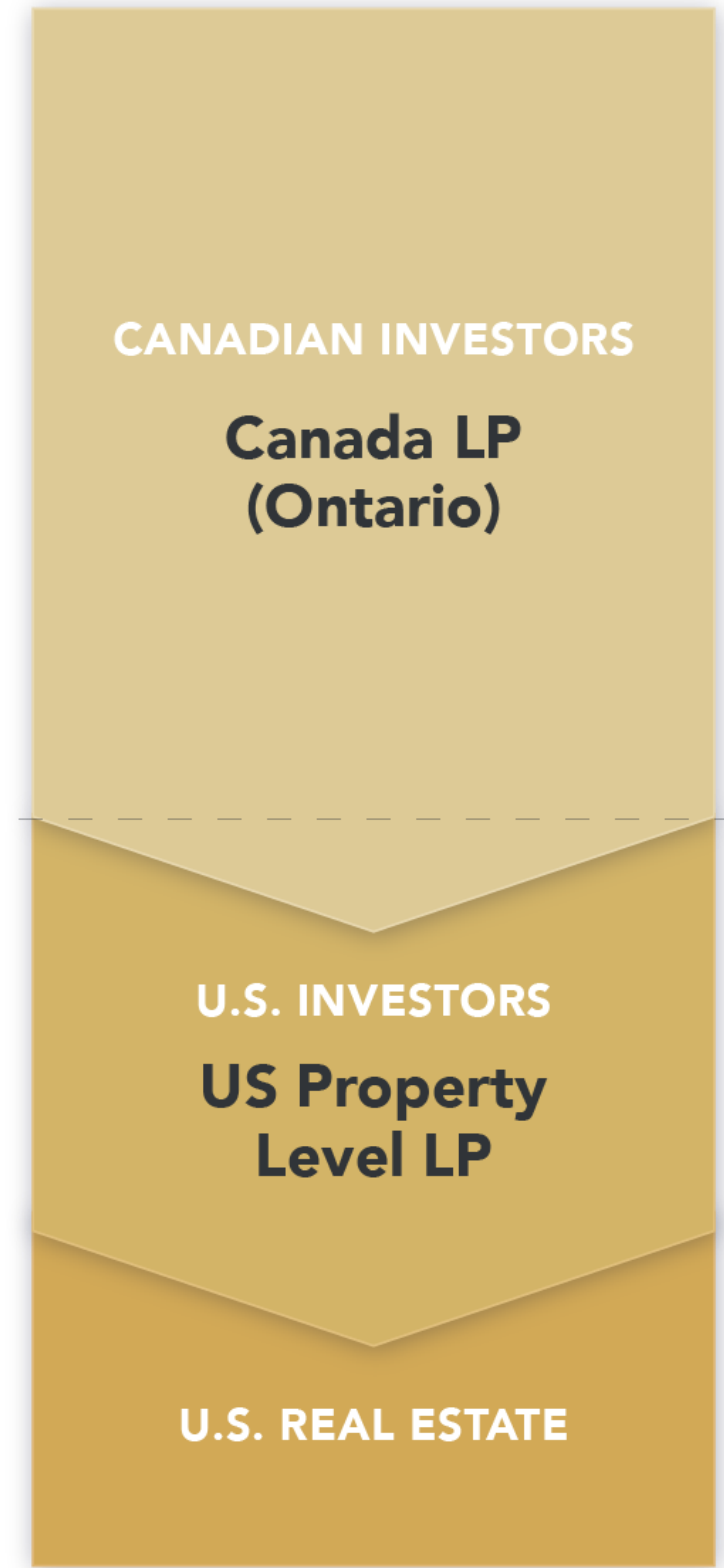 CANADIAN INVESTORS
Canada LP
(Ontario)
U.S. INVESTORS
US Property
Level LP
U.S. REAL ESTATE